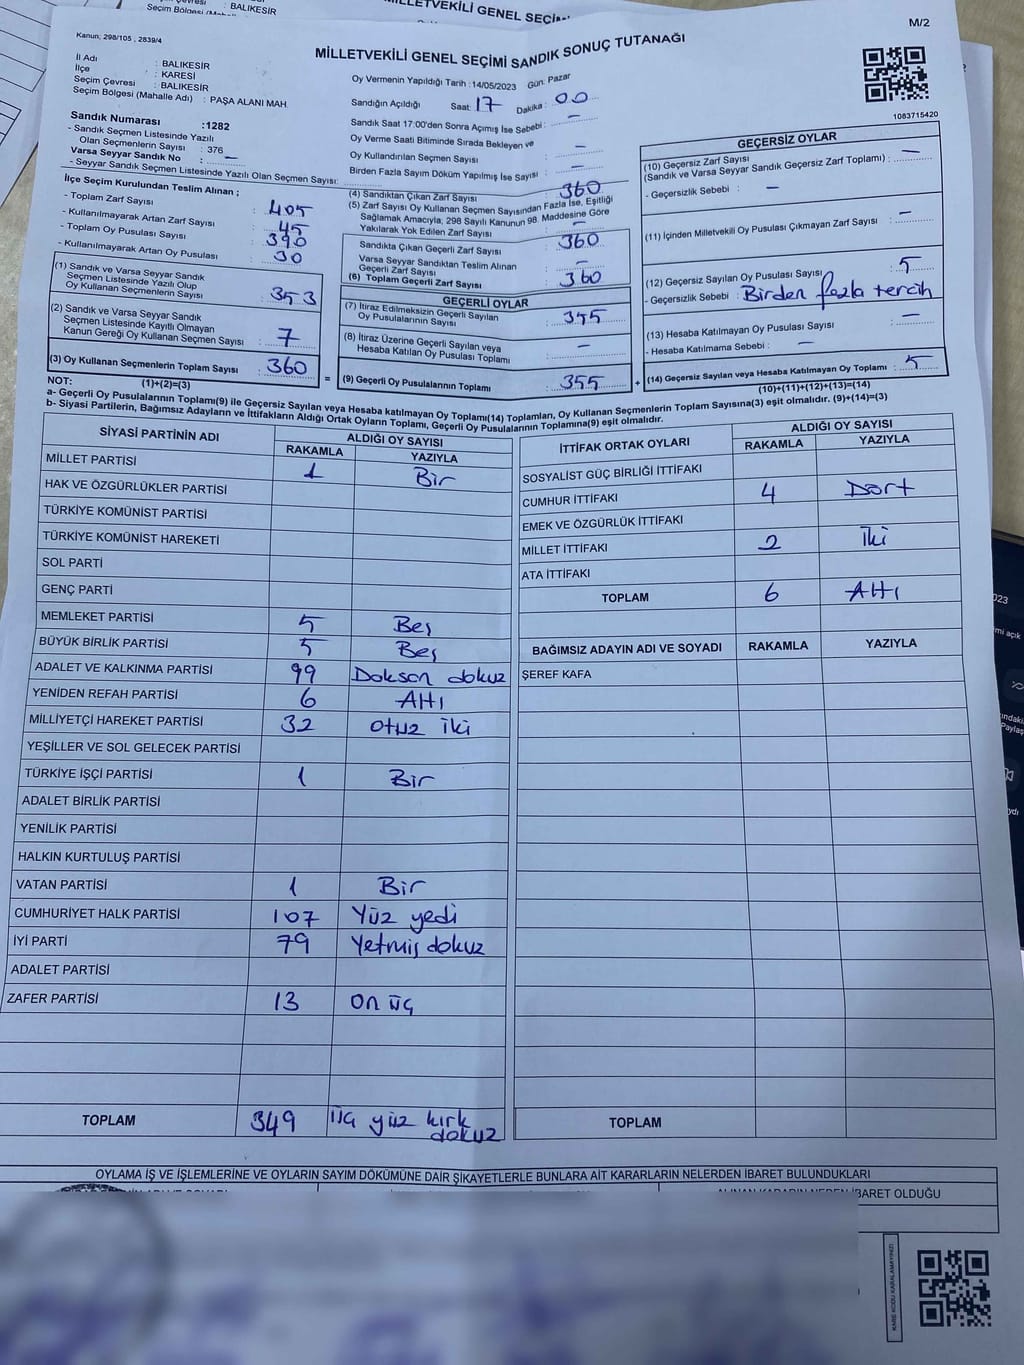 LLETVEKİLİ GENEL SEÇİM
BALIKESİR
Seçim Bölgesi : BALIKESİR
M/2
Kanun; 298/105 , 2839/4
MİLLETVEKİLİ GENEL SEÇİMİ SANDIK SONUÇ TUTANAĞI
İl Adı : BALIKESİR
İlçe : KARESİ
Seçim Çevresi : BALIKESİR
Seçim Bölgesi (Mahalle Adı) : PAŞA ALANI MAH.
Sandık Numarası :1282
- Sandık Seçmen Listesinde Yazılı
Olan Seçmenlerin Sayısı : 376
Varsa Seyyar Sandık No : —
- Seyyar Sandık Seçmen Listesinde Yazılı Olan Seçmen Sayısı:
Oy Vermenin Yapıldığı Tarih : 14/05/2023 Gün: Pazar
Sandığın Açıldığı Saat: 17 Dakika : 00
Sandık Saat 17:00'den Sonra Açımış İse Sebebi : —
Oy Verme Saati Bitiminde Sırada Bekleyen ve
Oy Kullandırılan Seçmen Sayısı : —
Birden Fazla Sayım Döküm Yapılmış İse Sayısı : —
1083715420
İlçe Seçim Kurulundan Teslim Alınan ;
- Toplam Zarf Sayısı : 405
- Kullanılmayarak Artan Zarf Sayısı : 45
- Toplam Oy Pusulası Sayısı : 390
- Kullanılmayarak Artan Oy Pusulası : 30
(1) Sandık ve Varsa Seyyar Sandık
Seçmen Listesinde Yazılı Olup
Oy Kullanan Seçmenlerin Sayısı : 353
(2) Sandık ve Varsa Seyyar Sandık
Seçmen Listesinde Kayıtlı Olmayan
Kanun Gereği Oy Kullanan Seçmen Sayısı : 7
(3) Oy Kullanan Seçmenlerin Toplam Sayısı : 360
(4) Sandıktan Çıkan Zarf Sayısı : 360
(5) Zarf Sayısı Oy Kullanan Seçmen Sayısından Fazla İse, Eşitliği
Sağlamak Amacıyla, 298 Sayılı Kanunun 98. Maddesine Göre
Yakılarak Yok Edilen Zarf Sayısı : —
Sandıkta Çıkan Geçerli Zarf Sayısı : 360
Varsa Seyyar Sandıktan Teslim Alınan
Geçerli Zarf Sayısı : —
(6) Toplam Geçerli Zarf Sayısı : 360
GEÇERLİ OYLAR
(7) İtiraz Edilmeksizin Geçerli Sayılan
Oy Pusulalarının Sayısı : 355
(8) İtiraz Üzerine Geçerli Sayılan veya
Hesaba Katılan Oy Pusulası Toplamı : —
= (9) Geçerli Oy Pusulalarının Toplamı : 355 +
GEÇERSİZ OYLAR
(10) Geçersiz Zarf Sayısı
(Sandık ve Varsa Seyyar Sandık Geçersiz Zarf Toplamı) : —
- Geçersizlik Sebebi : —
(11) İçinden Milletvekili Oy Pusulası Çıkmayan Zarf Sayısı : —
(12) Geçersiz Sayılan Oy Pusulası Sayısı : 5
- Geçersizlik Sebebi : Birden fazla tercih
(13) Hesaba Katılmayan Oy Pusulası Sayısı : —
- Hesaba Katılmama Sebebi : —
(14) Geçersiz Sayılan veya Hesaba Katılmayan Oy Toplamı : 5
NOT: (1)+(2)=(3)
(10)+(11)+(12)+(13)=(14)
a- Geçerli Oy Pusulalarının Toplamı(9) ile Geçersiz Sayılan veya Hesaba katılmayan Oy Toplamı(14) Toplamları, Oy Kullanan Seçmenlerin Toplam Sayısına(3) eşit olmalıdır. (9)+(14)=(3)
b- Siyasi Partilerin, Bağımsız Adayların ve İttifakların Aldığı Ortak Oyların Toplamı, Geçerli Oy Pusulalarının Toplamına(9) eşit olmalıdır.
SİYASİ PARTİNİN ADI ALDIĞI OY SAYISI
RAKAMLA YAZIYLA
MİLLET PARTİSİ 1 Bir
HAK VE ÖZGÜRLÜKLER PARTİSİ
TÜRKİYE KOMÜNİST PARTİSİ
TÜRKİYE KOMÜNİST HAREKETİ
SOL PARTİ
GENÇ PARTİ
MEMLEKET PARTİSİ 5 Beş
BÜYÜK BİRLİK PARTİSİ 5 Beş
ADALET VE KALKINMA PARTİSİ 99 Doksan dokuz
YENİDEN REFAH PARTİSİ 6 Altı
MİLLİYETÇİ HAREKET PARTİSİ 32 Otuz iki
YEŞİLLER VE SOL GELECEK PARTİSİ
TÜRKİYE İŞÇİ PARTİSİ 1 Bir
ADALET BİRLİK PARTİSİ
YENİLİK PARTİSİ
HALKIN KURTULUŞ PARTİSİ
VATAN PARTİSİ 1 Bir
CUMHURİYET HALK PARTİSİ 107 Yüz yedi
İYİ PARTİ 79 Yetmiş dokuz
ADALET PARTİSİ
ZAFER PARTİSİ 13 On üç
TOPLAM 349 Üç yüz kırk
dokuz
İTTİFAK ORTAK OYLARI ALDIĞI OY SAYISI
RAKAMLA YAZIYLA
SOSYALİST GÜÇ BİRLİĞİ İTTİFAKI
CUMHUR İTTİFAKI 4 Dört
EMEK VE ÖZGÜRLÜK İTTİFAKI
MİLLET İTTİFAKI 2 İki
ATA İTTİFAKI
TOPLAM 6 Altı
BAĞIMSIZ ADAYIN ADI VE SOYADI RAKAMLA YAZIYLA
ŞEREF KAFA
TOPLAM
OYLAMA İŞ VE İŞLEMLERİNE VE OYLARIN SAYIM DÖKÜMÜNE DAİR ŞİKAYETLERLE BUNLARA AİT KARARLARIN NELERDEN İBARET BULUNDUKLARI
ALINAN KARARIN NEDEN İBARET OLDUĞU
KARE KODU KARALAMAYINIZ!